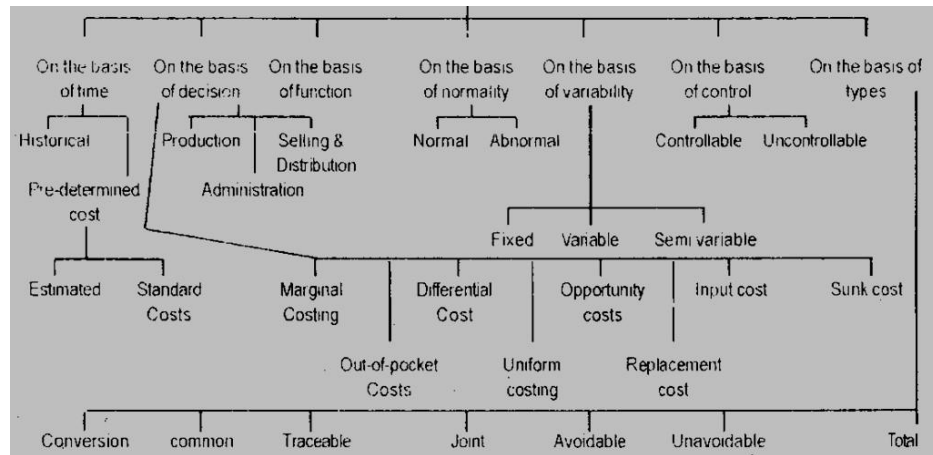 On the basis of time
On the basis of decision
On the basis of function
On the basis of normality
On the basis of variability
On the basis of control
On the basis of types
Historical
Production
Selling & Distribution
Normal
Abnormal
Controllable
Uncontrollable
Pre-determined cost
Administration
Fixed
Variable
Semi variable
Estimated
Standard Costs
Marginal Costing
Differential Cost
Opportunity costs
Input cost
Sunk cost
Out-of-pocket Costs
Uniform costing
Replacement cost
Conversion
common
Traceable
Joint
Avoidable
Unavoidable
Total